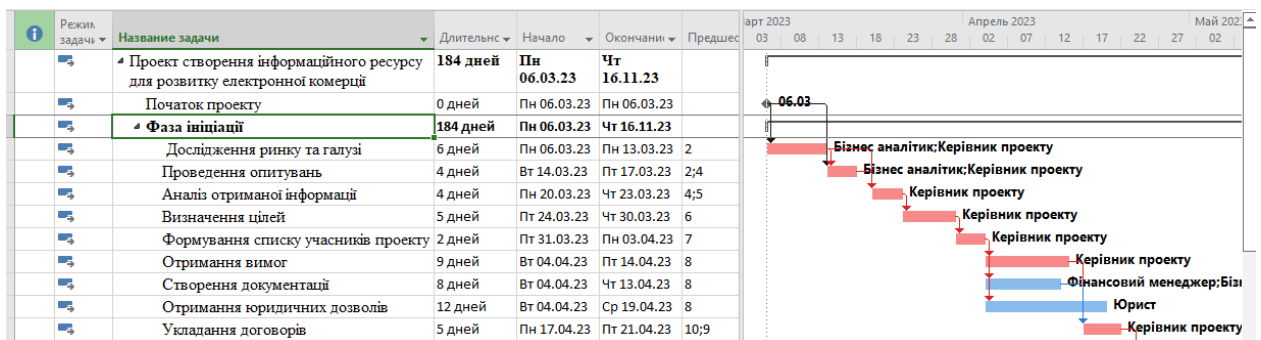 Режим задачи Название задачи Длительнс Начало Окончани Предшес
арт 2023 Апрель 2023 Май 202
03 08 13 18 23 28 02 07 12 17 22 27 02
Проект створення інформаційного ресурсу для розвитку електронної комерції 184 дней Пн 06.03.23 Чт 16.11.23
Початок проекту 0 дней Пн 06.03.23 Пн 06.03.23 06.03
Фаза ініціації 184 дней Пн 06.03.23 Чт 16.11.23
Дослідження ринку та галузі 6 дней Пн 06.03.23 Пн 13.03.23 2 Бізнес аналітик;Керівник проекту
Проведення опитувань 4 дней Вт 14.03.23 Пт 17.03.23 2;4 Бізнес аналітик;Керівник проекту
Аналіз отриманої інформації 4 дней Пн 20.03.23 Чт 23.03.23 4;5 Керівник проекту
Визначення цілей 5 дней Пт 24.03.23 Чт 30.03.23 6 Керівник проекту
Формування списку учасників проекту 2 дней Пт 31.03.23 Пн 03.04.23 7 Керівник проекту
Отримання вимог 9 дней Вт 04.04.23 Пт 14.04.23 8 Керівник проекту
Створення документації 8 дней Вт 04.04.23 Чт 13.04.23 8 Фінансовий менеджер;Бізн
Отримання юридичних дозволів 12 дней Вт 04.04.23 Ср 19.04.23 8 Юрист
Укладання договорів 5 дней Пн 17.04.23 Пт 21.04.23 10;9 Керівник проекту